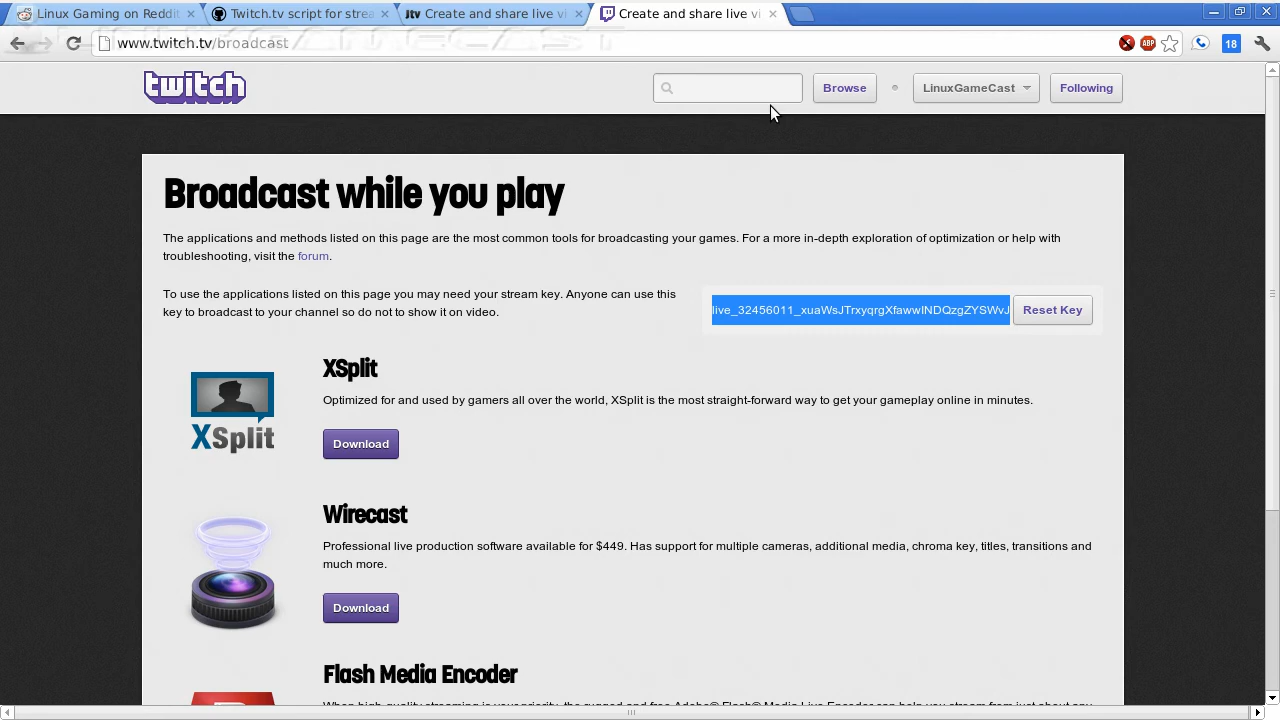 Linux Gaming on Reddit
Twitch.tv script for strea
jtv Create and share live vi
Create and share live vi
www.twitch.tv/broadcast
ABP
18
twitch
Browse
LinuxGameCast
Following
Broadcast while you play
The applications and methods listed on this page are the most common tools for broadcasting your games. For a more in-depth exploration of optimization or help with
troubleshooting, visit the forum.
To use the applications listed on this page you may need your stream key. Anyone can use this
key to broadcast to your channel so do not to show it on video.
live_32456011_xuaWsJTrxyqrgXfawwINDQzgZYSWvJ
Reset Key
XSplit
XSplit
Optimized for and used by gamers all over the world, XSplit is the most straight-forward way to get your gameplay online in minutes.
Download
Wirecast
Professional live production software available for $449. Has support for multiple cameras, additional media, chroma key, titles, transitions and
much more.
Download
Flash Media Encoder